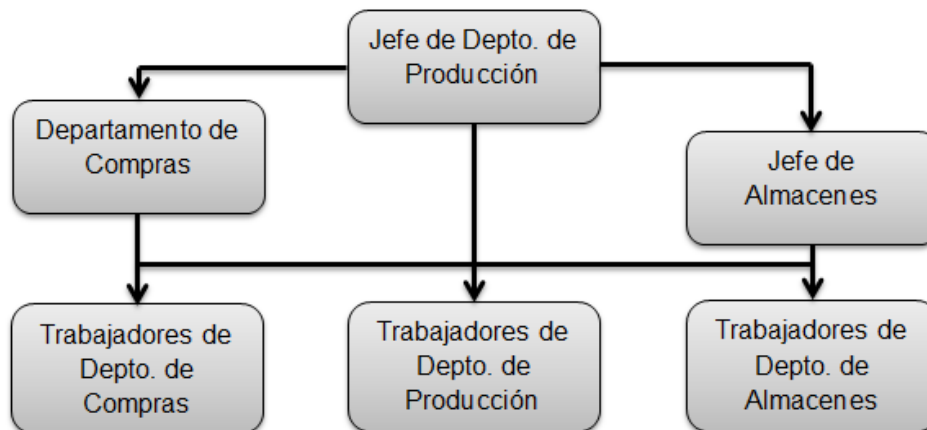 Jefe de Depto. de
Producción
Departamento de
Compras
Jefe de
Almacenes
Trabajadores de
Depto. de
Compras
Trabajadores de
Depto. de
Producción
Trabajadores de
Depto. de
Almacenes